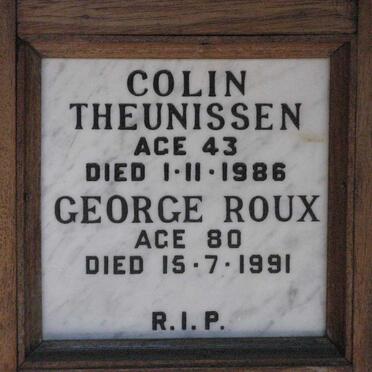 COLIN
THEUNISSEN
AGE 43
DIED 1·11·1986
GEORGE ROUX
AGE 80
DIED 15·7·1991
R.I.P.